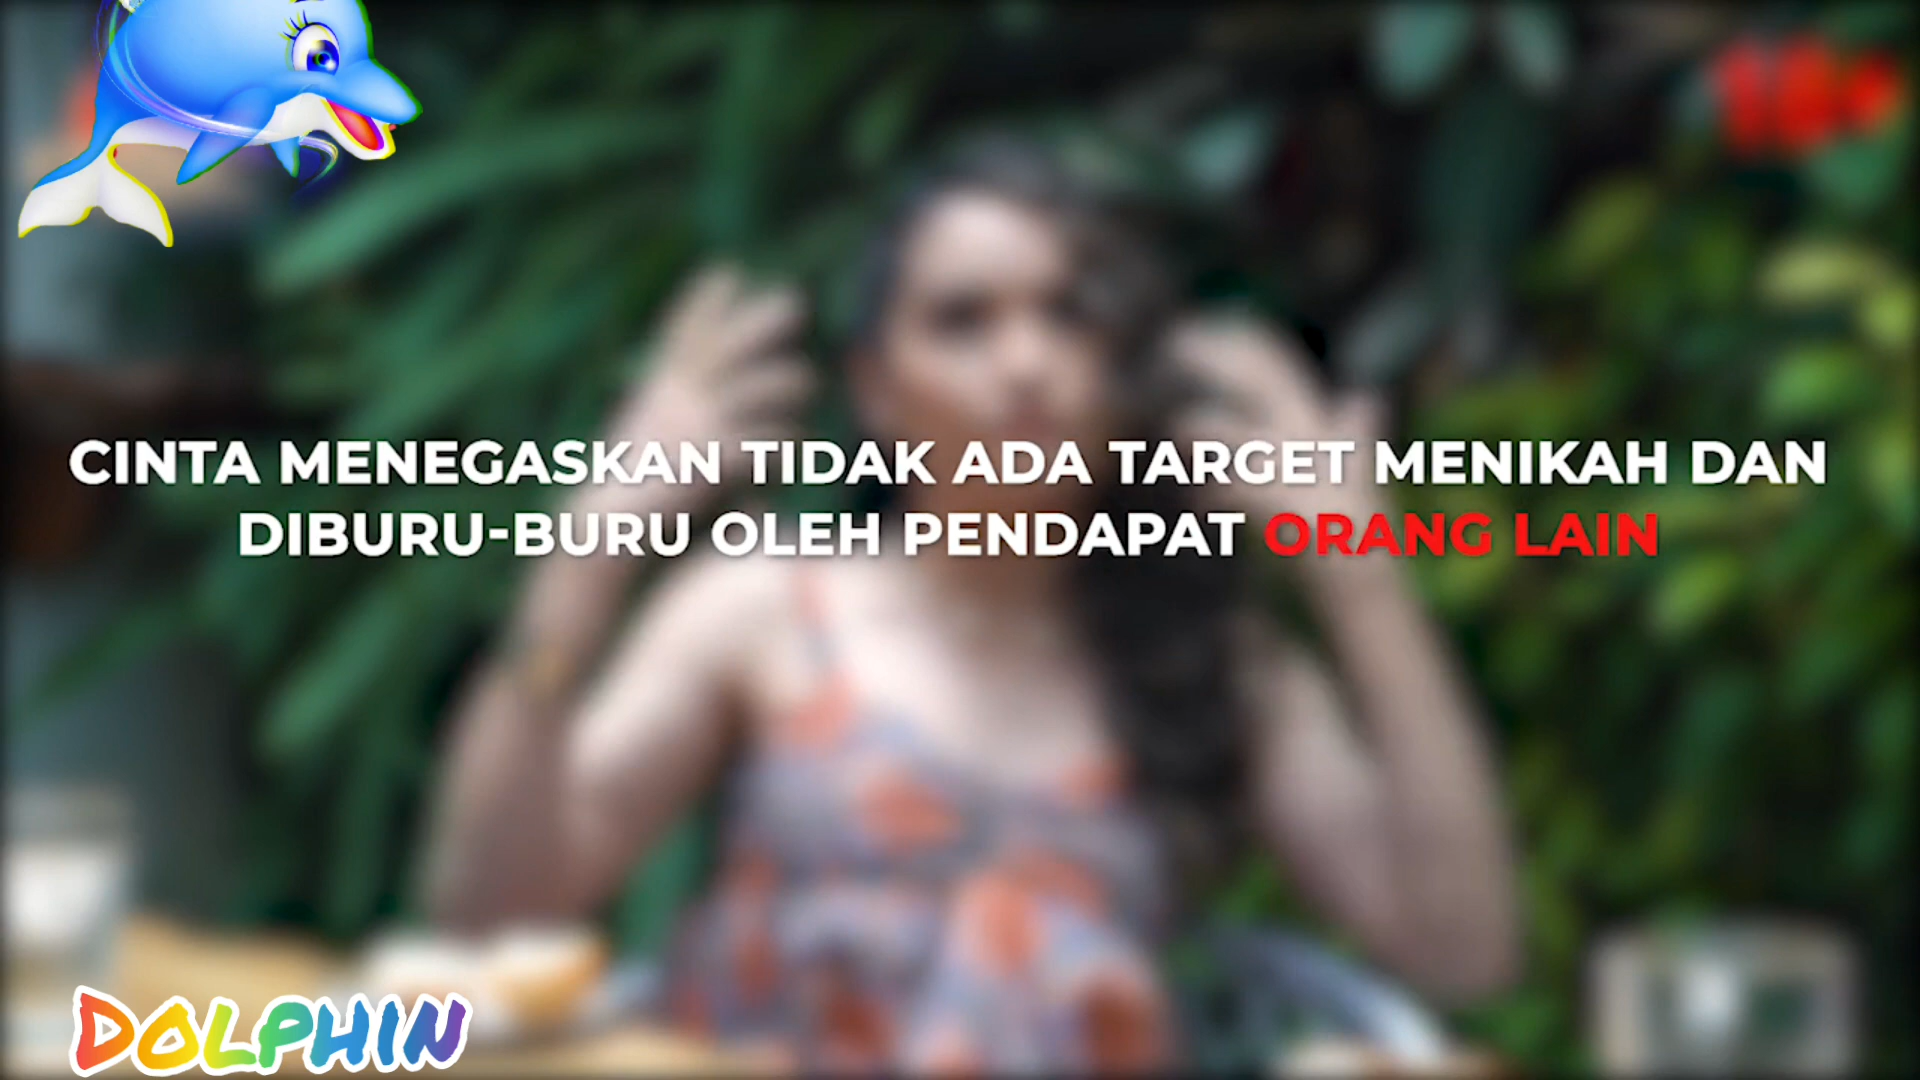 CINTA MENEGASKAN TIDAK ADA TARGET MENIKAH DAN
DIBURU-BURU OLEH PENDAPAT ORANG LAIN
DOLPHIN